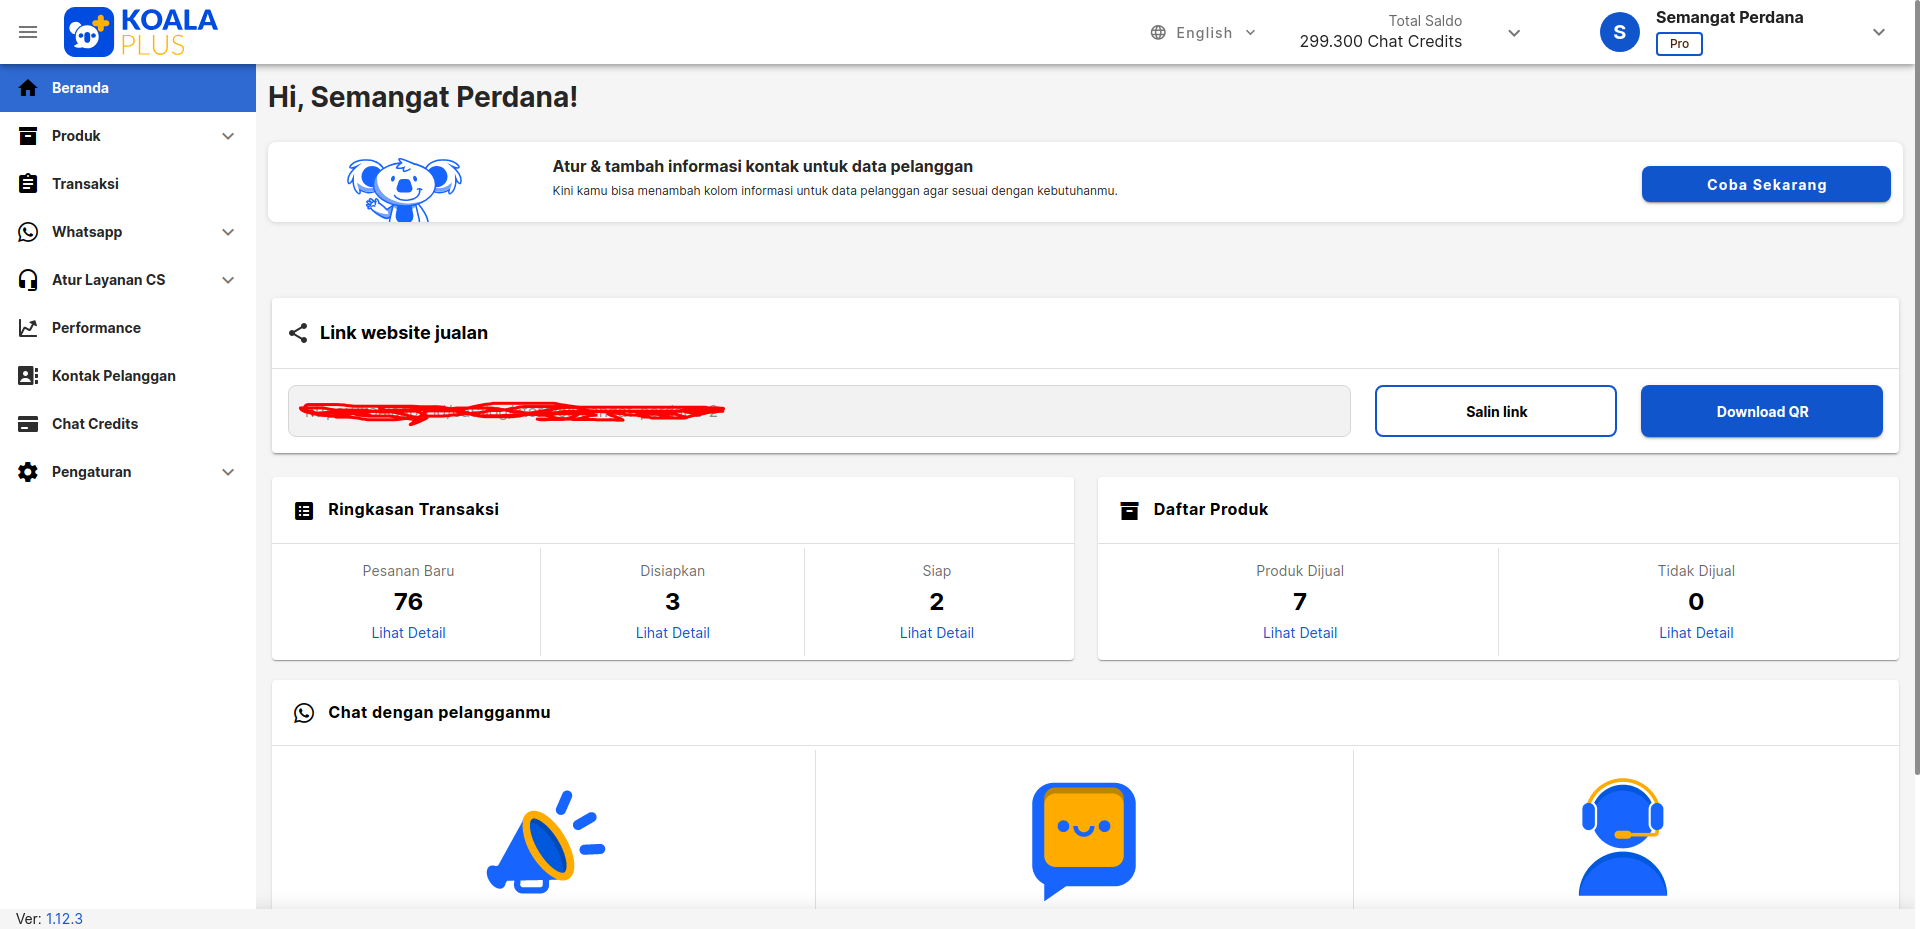 KOALA
PLUS
English
Total Saldo
299.300 Chat Credits
S
Semangat Perdana
Pro
Beranda
Produk
Transaksi
Whatsapp
Atur Layanan CS
Performance
Kontak Pelanggan
Chat Credits
Pengaturan
Ver: 1.12.3
Hi, Semangat Perdana!
Atur & tambah informasi kontak untuk data pelanggan
Kini kamu bisa menambah kolom informasi untuk data pelanggan agar sesuai dengan kebutuhanmu.
Coba Sekarang
Link website jualan
Salin link
Download QR
Ringkasan Transaksi
Pesanan Baru
76
Lihat Detail
Disiapkan
3
Lihat Detail
Siap
2
Lihat Detail
Daftar Produk
Produk Dijual
7
Lihat Detail
Tidak Dijual
0
Lihat Detail
Chat dengan pelangganmu